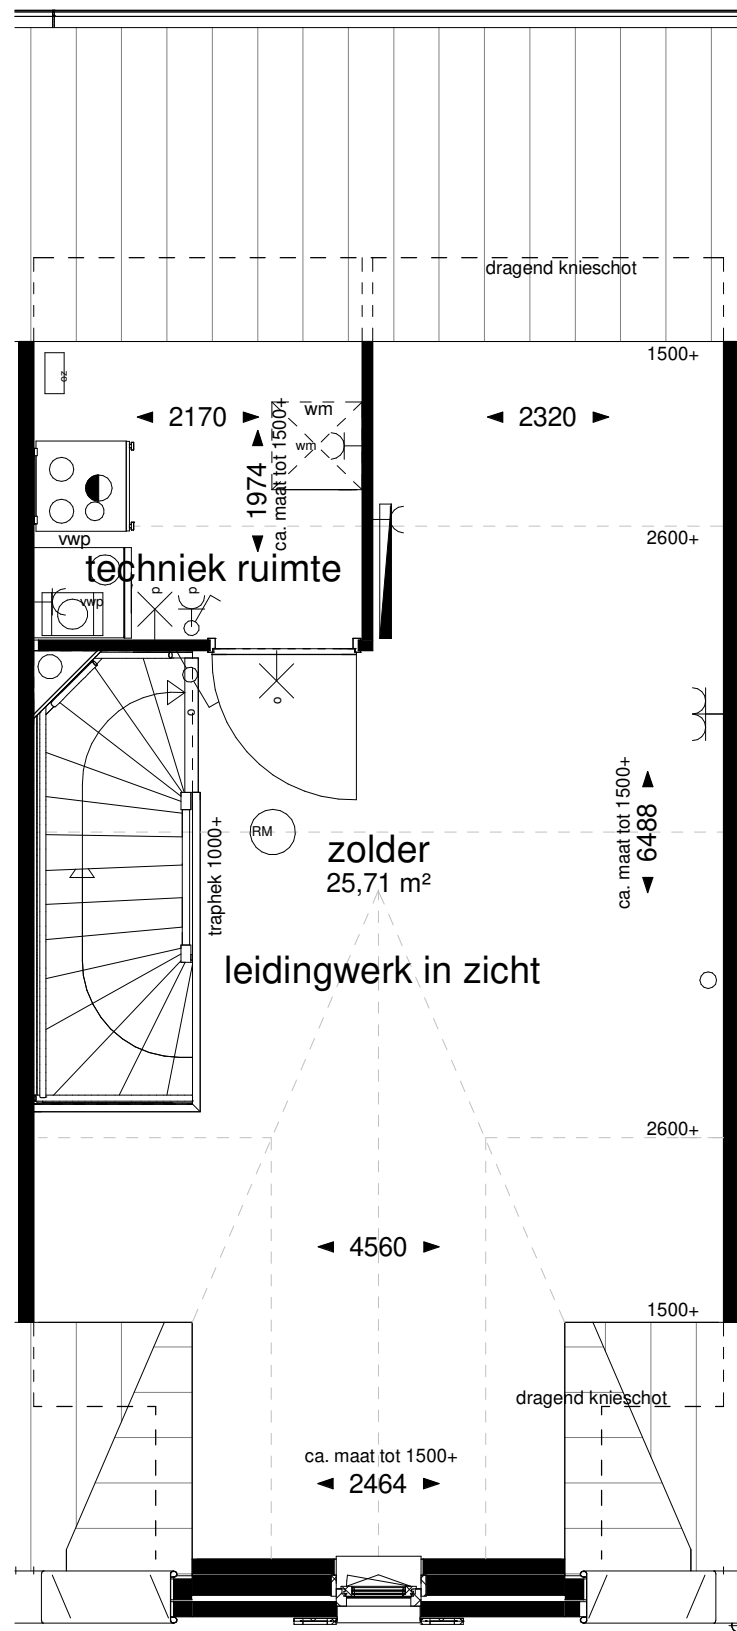 dragend knieschot
1500+
oz
2170
wm
2320
wm
1974
ca. maat tot 1500+
2600+
vwp
techniek ruimte
vwp
p
p
o
o
traphek 1000+
RM
zolder
25,71 m²
ca. maat tot 1500+
6488
leidingwerk in zicht
2600+
4560
1500+
dragend knieschot
ca. maat tot 1500+
2464